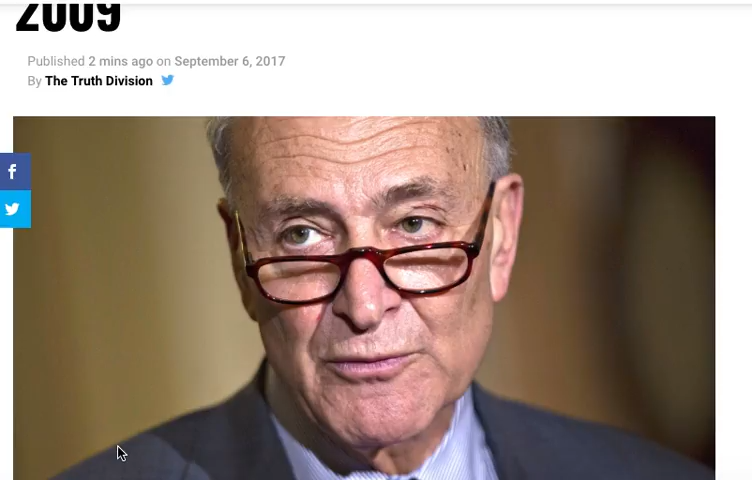 2009
Published 2 mins ago on September 6, 2017
By The Truth Division